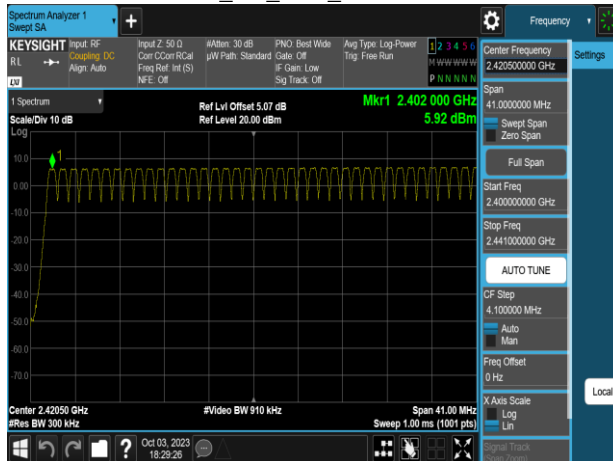 Spectrum Analyzer 1
Swept SA
+
Frequency
KEYSIGHT
RL
LXI
Input: RF
Coupling: DC
Align: Auto
Input Z: 50 Ω
Corr CCorr RCal
Freq Ref: Int (S)
NFE: Off
#Atten: 30 dB
µW Path: Standard
PNO: Best Wide
Gate: Off
IF Gain: Low
Sig Track: Off
Avg Type: Log-Power
Trig: Free Run
1 2 3 4 5 6
M W W W W W
P N N N N N
1 Spectrum
Scale/Div 10 dB
Log
Ref Lvl Offset 5.07 dB
Ref Level 20.00 dBm
Mkr1 2.402 000 GHz
5.92 dBm
1
10.0
0.00
-10.0
-20.0
-30.0
-40.0
-50.0
-60.0
-70.0
Center 2.42050 GHz
#Res BW 300 kHz
#Video BW 910 kHz
Span 41.00 MHz
Sweep 1.00 ms (1001 pts)
Oct 03, 2023
18:29:26
?
Center Frequency
2.420500000 GHz
Span
41.0000000 MHz
Swept Span
Zero Span
Full Span
Start Freq
2.400000000 GHz
Stop Freq
2.441000000 GHz
AUTO TUNE
CF Step
4.100000 MHz
Auto
Man
Freq Offset
0 Hz
X Axis Scale
Log
Lin
Signal Track
(Span Zoom)
Settings
Local